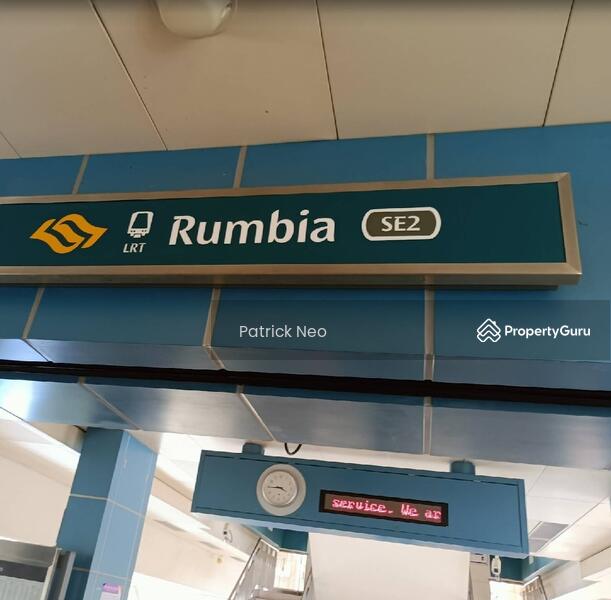 LRT
Rumbia
SE2
Patrick Neo
PropertyGuru
service. We ar